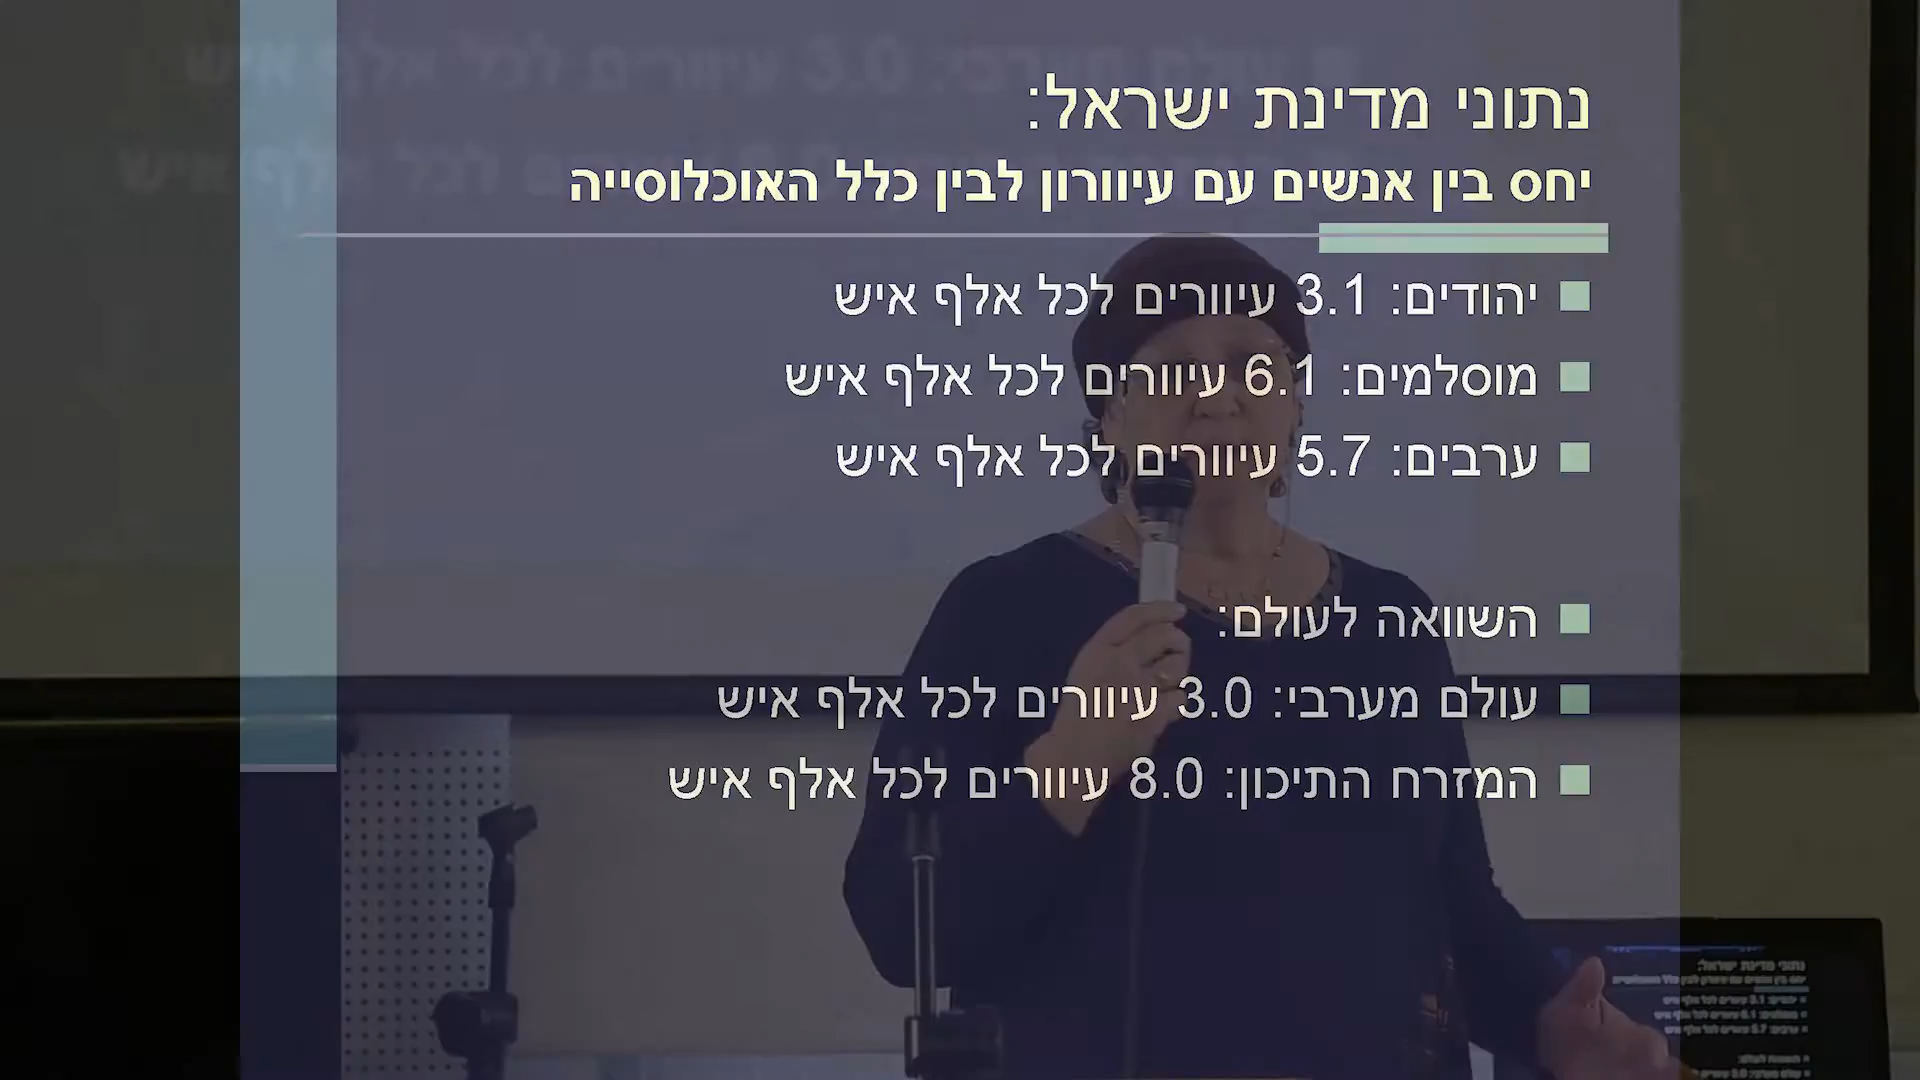 נתוני מדינת ישראל:
יחס בין אנשים עם עיוורון לבין כלל האוכלוסייה
יהודים: 3.1 עיוורים לכל אלף איש
מוסלמים: 6.1 עיוורים לכל אלף איש
ערבים: 5.7 עיוורים לכל אלף איש
השוואה לעולם:
עולם מערבי: 3.0 עיוורים לכל אלף איש
המזרח התיכון: 8.0 עיוורים לכל אלף איש